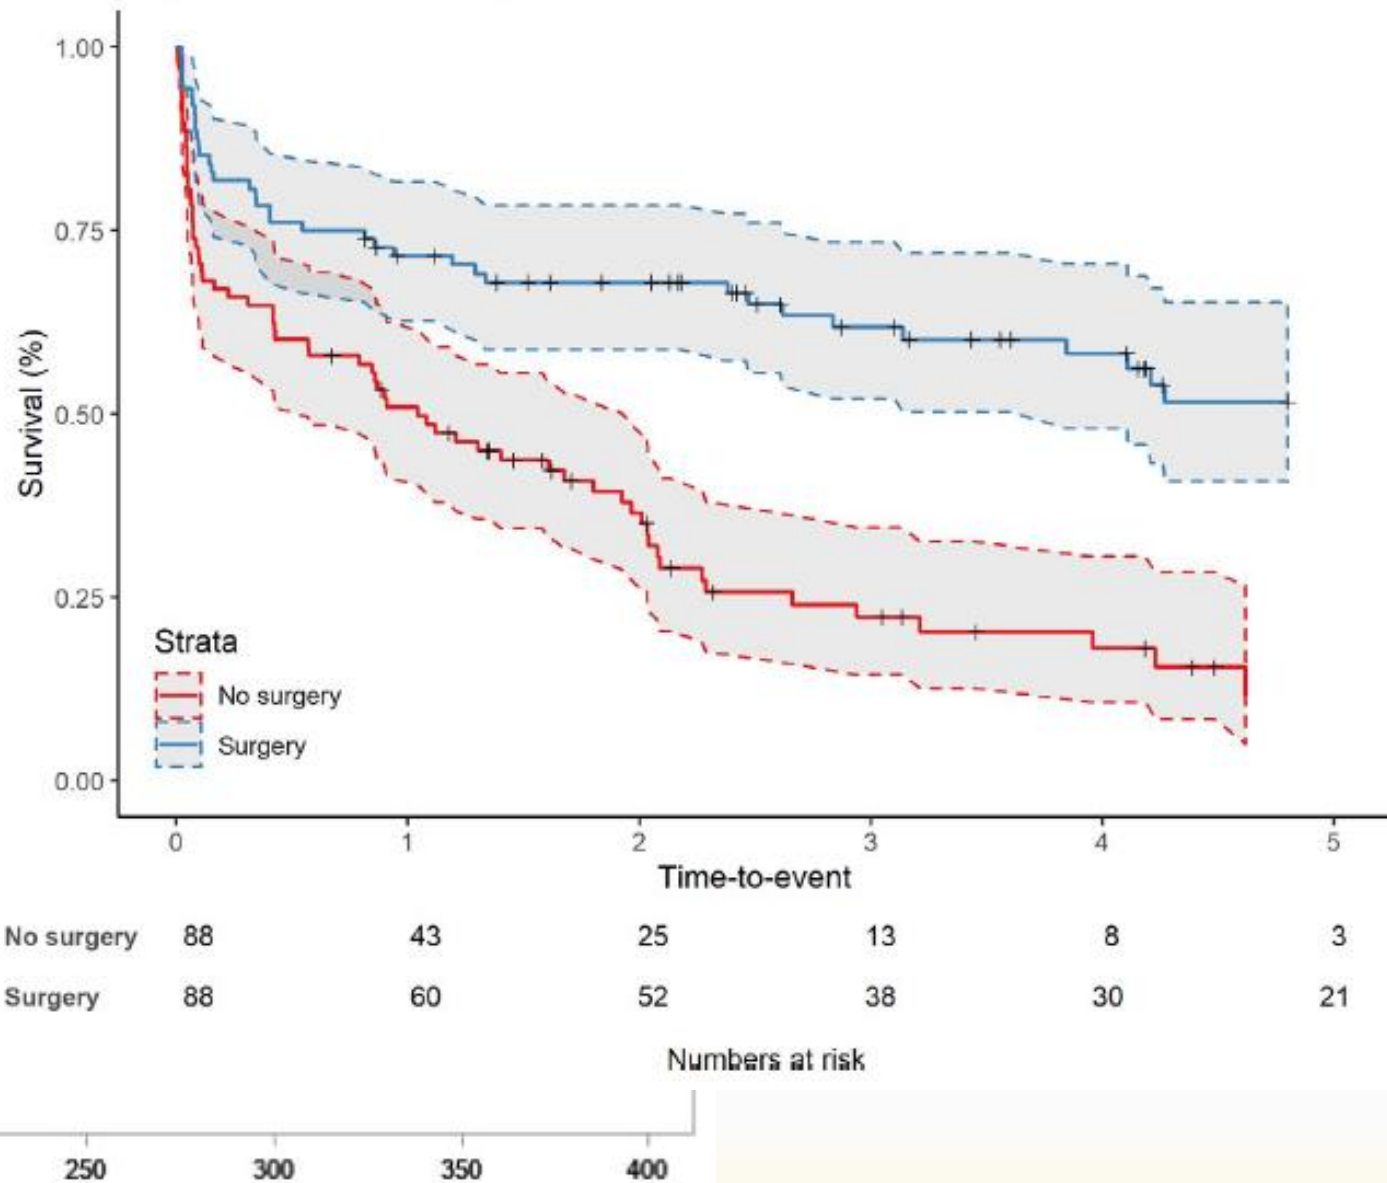 1.00
0.75
0.50
0.25
0.00
Survival (%)
Strata
No surgery
Surgery
0 1 2 3 4 5
Time-to-event
No surgery 88 43 25 13 8 3
Surgery 88 60 52 38 30 21
Numbers at risk
250 300 350 400